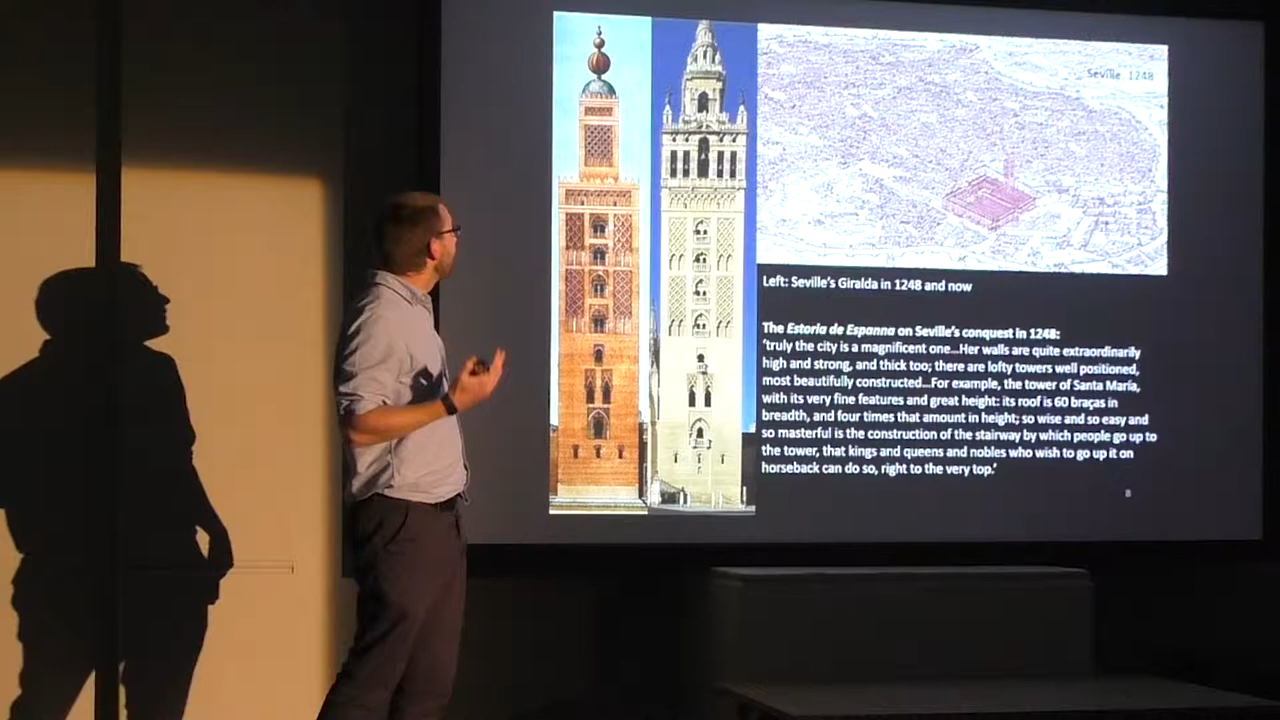 Seville 1248
Left: Seville's Giralda in 1248 and now
The Estoria de Espanna on Seville's conquest in 1248:
'truly the city is a magnificent one…Her walls are quite extraordinarily
high and strong, and thick too; there are lofty towers well positioned,
most beautifully constructed…For example, the tower of Santa María,
with its very fine features and great height: its roof is 60 braças in
breadth, and four times that amount in height; so wise and so easy and
so masterful is the construction of the stairway by which people go up to
the tower, that kings and queens and nobles who wish to go up it on
horseback can do so, right to the very top.'
8